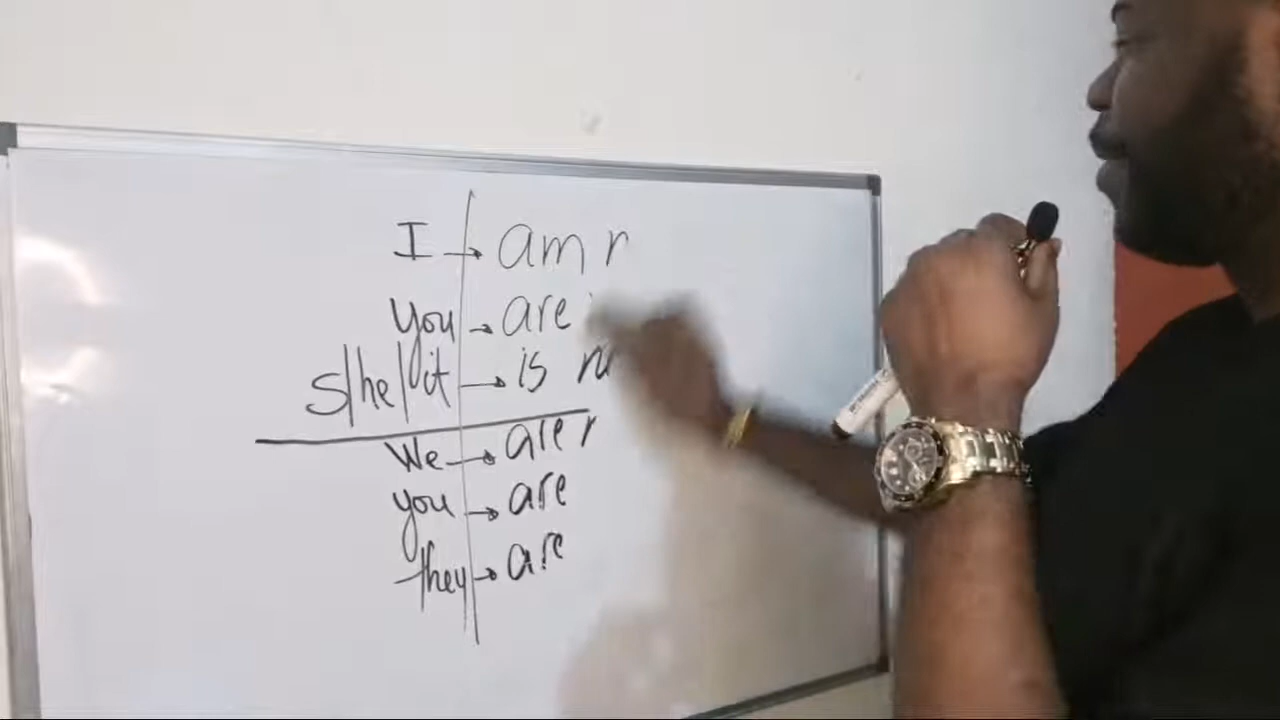 I → am r
you → are
s/he/it → is n
We → are r
you → are
they → are